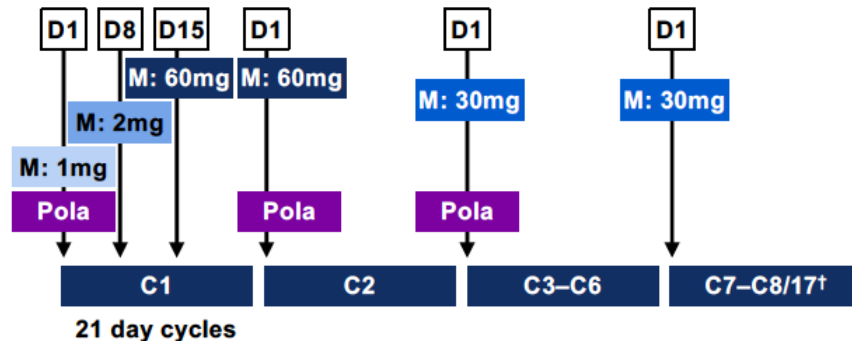 D1 D8 D15 D1 D1 D1
M: 60mg M: 60mg
M: 30mg M: 30mg
M: 2mg
M: 1mg
Pola Pola Pola
C1 C2 C3–C6 C7–C8/17†
21 day cycles